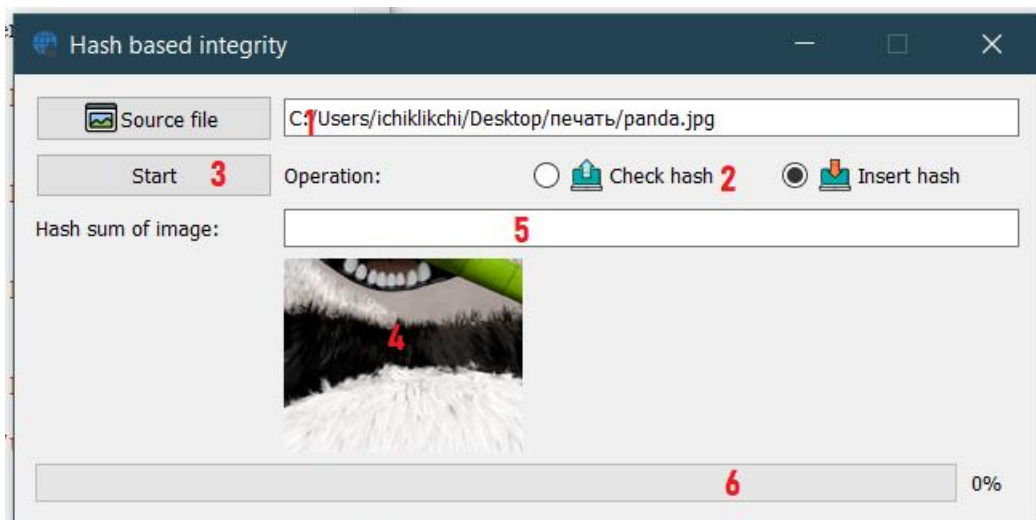 Hash based integrity
Source file
C:/Users/ichiklikchi/Desktop/печать/panda.jpg
1
Start 3
Operation:
Check hash 2
Insert hash
Hash sum of image:
5
4
6
0%